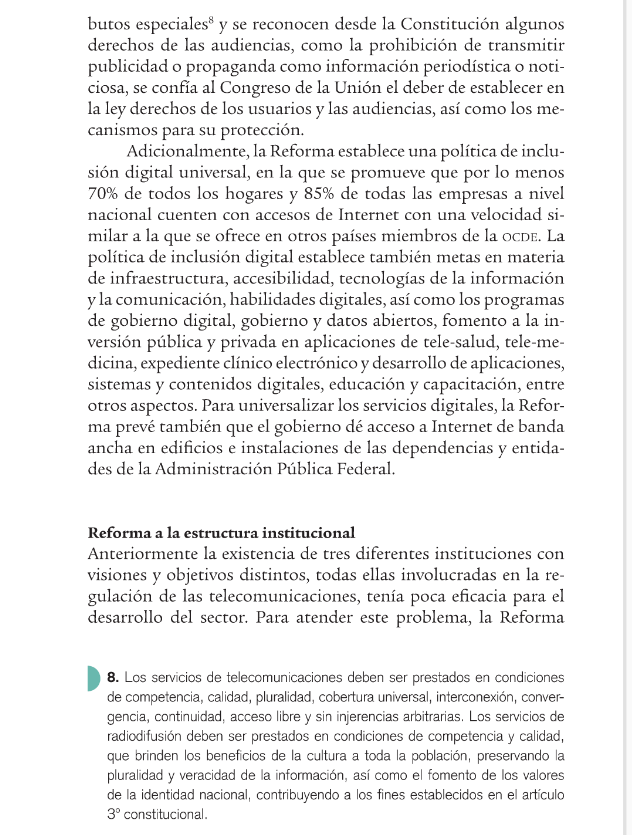 butos especiales⁸ y se reconocen desde la Constitución algunos
derechos de las audiencias, como la prohibición de transmitir
publicidad o propaganda como información periodística o noti-
ciosa, se confía al Congreso de la Unión el deber de establecer en
la ley derechos de los usuarios y las audiencias, así como los me-
canismos para su protección.
Adicionalmente, la Reforma establece una política de inclu-
sión digital universal, en la que se promueve que por lo menos
70% de todos los hogares y 85% de todas las empresas a nivel
nacional cuenten con accesos de Internet con una velocidad si-
milar a la que se ofrece en otros países miembros de la OCDE. La
política de inclusión digital establece también metas en materia
de infraestructura, accesibilidad, tecnologías de la información
y la comunicación, habilidades digitales, así como los programas
de gobierno digital, gobierno y datos abiertos, fomento a la in-
versión pública y privada en aplicaciones de tele-salud, tele-me-
dicina, expediente clínico electrónico y desarrollo de aplicaciones,
sistemas y contenidos digitales, educación y capacitación, entre
otros aspectos. Para universalizar los servicios digitales, la Refor-
ma prevé también que el gobierno dé acceso a Internet de banda
ancha en edificios e instalaciones de las dependencias y entida-
des de la Administración Pública Federal.
Reforma a la estructura institucional
Anteriormente la existencia de tres diferentes instituciones con
visiones y objetivos distintos, todas ellas involucradas en la re-
gulación de las telecomunicaciones, tenía poca eficacia para el
desarrollo del sector. Para atender este problema, la Reforma
8. Los servicios de telecomunicaciones deben ser prestados en condiciones
de competencia, calidad, pluralidad, cobertura universal, interconexión, conver-
gencia, continuidad, acceso libre y sin injerencias arbitrarias. Los servicios de
radiodifusión deben ser prestados en condiciones de competencia y calidad,
que brinden los beneficios de la cultura a toda la población, preservando la
pluralidad y veracidad de la información, así como el fomento de los valores
de la identidad nacional, contribuyendo a los fines establecidos en el artículo
3º constitucional.